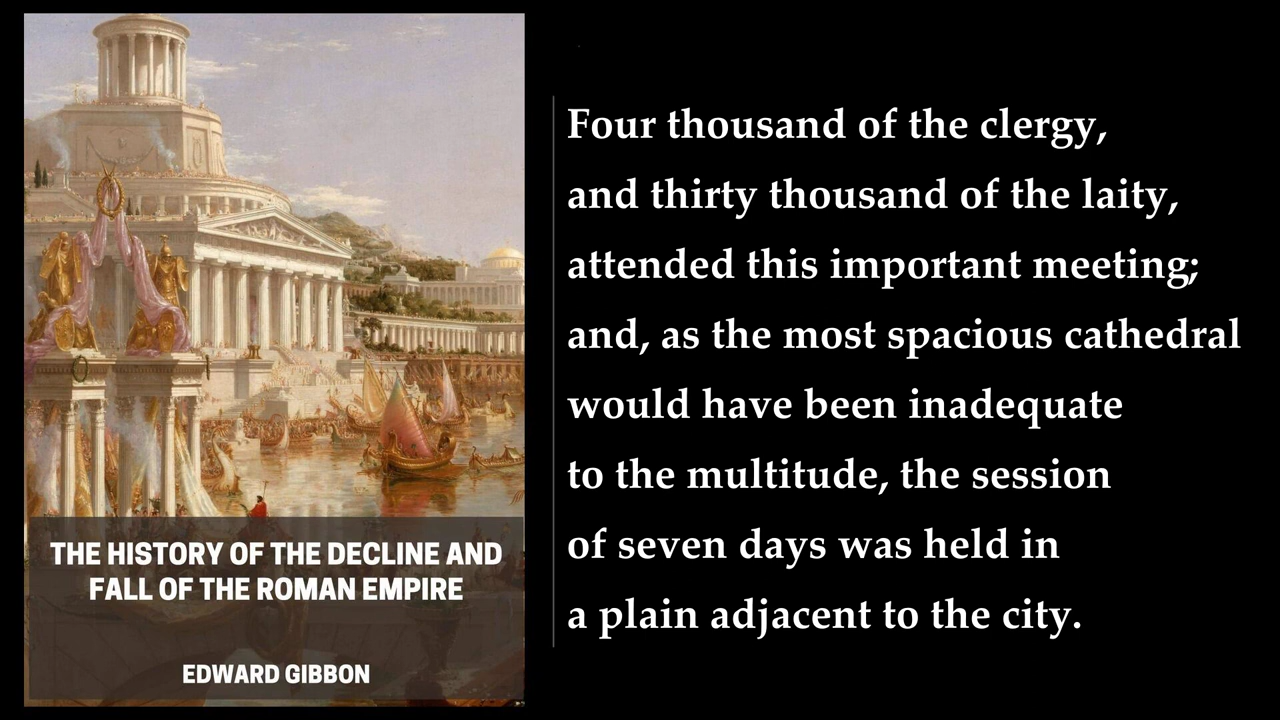 THE HISTORY OF THE DECLINE AND
FALL OF THE ROMAN EMPIRE
EDWARD GIBBON
Four thousand of the clergy,
and thirty thousand of the laity,
attended this important meeting;
and, as the most spacious cathedral
would have been inadequate
to the multitude, the session
of seven days was held in
a plain adjacent to the city.